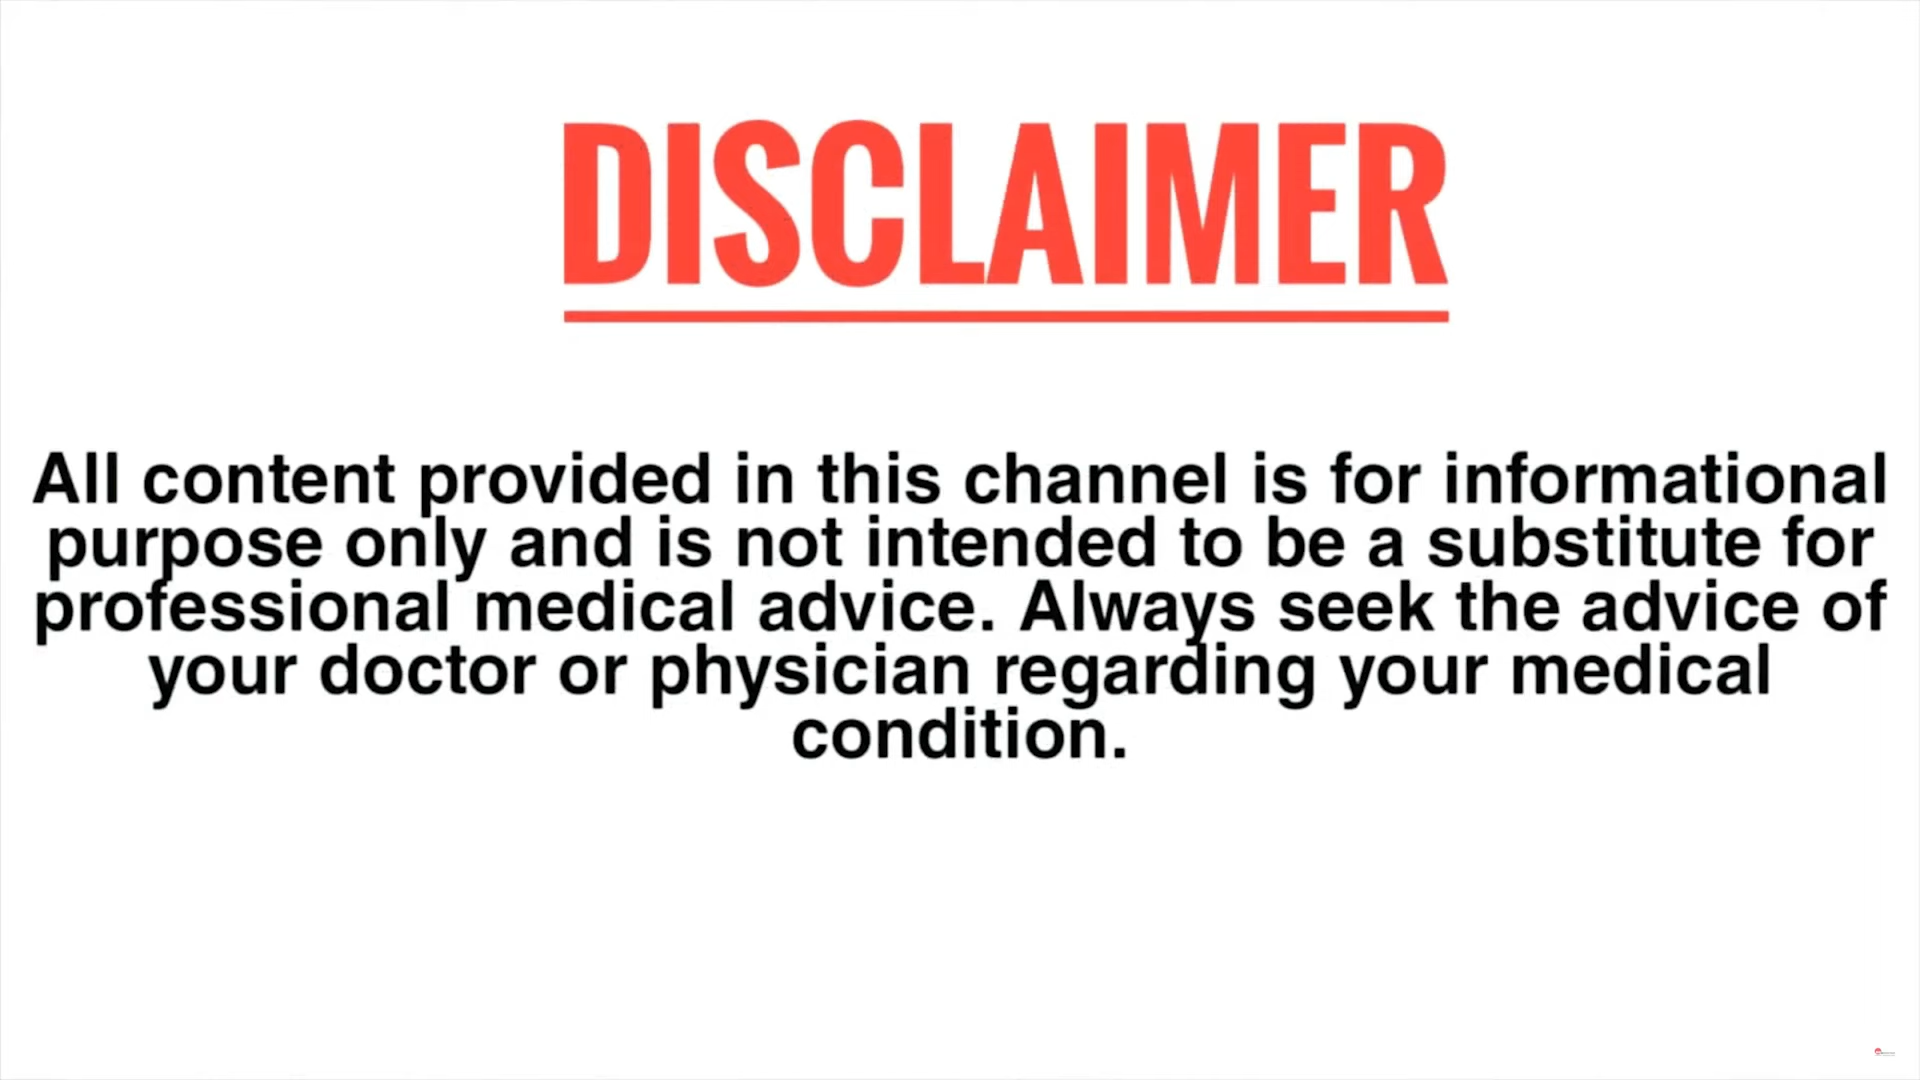 DISCLAIMER
All content provided in this channel is for informational
purpose only and is not intended to be a substitute for
professional medical advice. Always seek the advice of
your doctor or physician regarding your medical
condition.